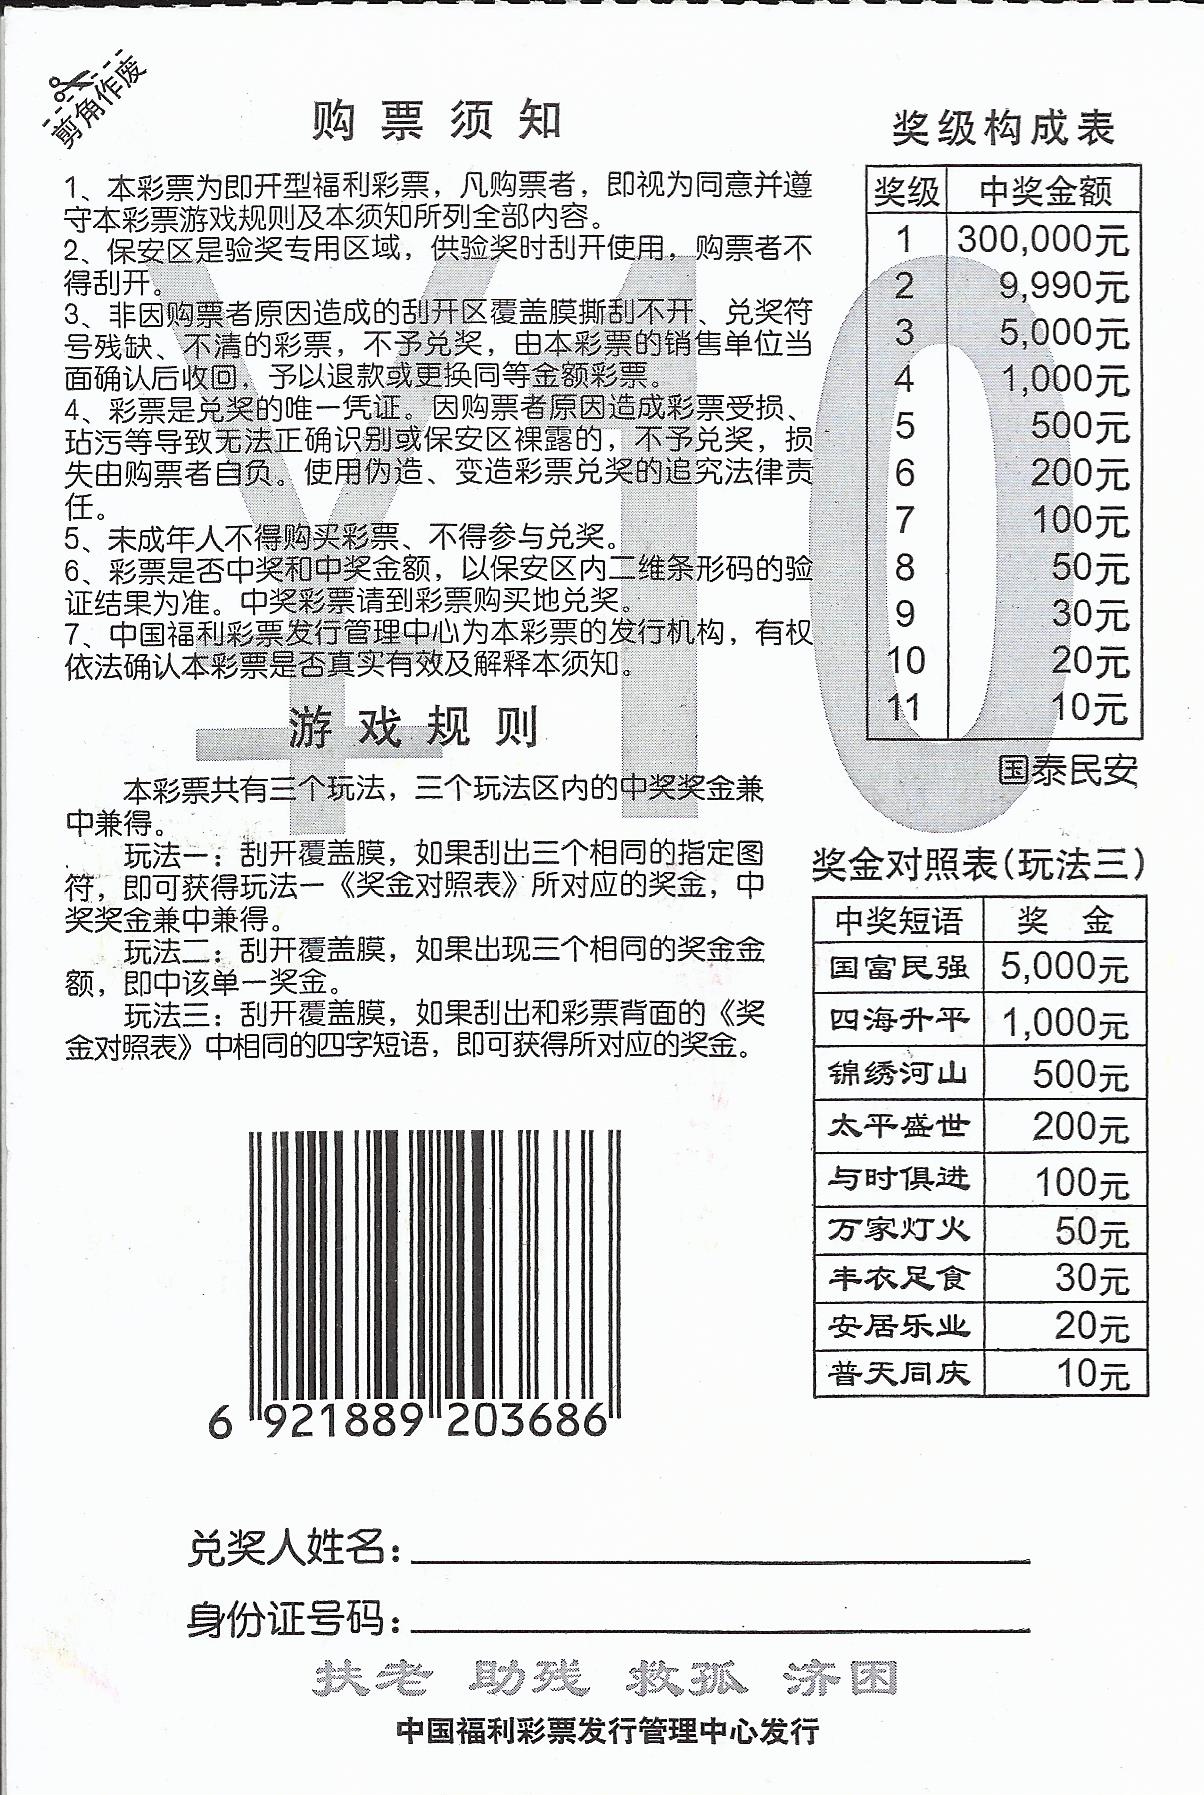 剪角作废
购票须知
1、本彩票为即开型福利彩票，凡购票者，即视为同意并遵
守本彩票游戏规则及本须知所列全部内容。
2、保安区是验奖专用区域，供验奖时刮开使用，购票者不
得刮开。
3、非因购票者原因造成的刮开区覆盖膜撕刮不开、兑奖符
号残缺、不清的彩票，不予兑奖，由本彩票的销售单位当
面确认后收回，予以退款或更换同等金额彩票。
4、彩票是兑奖的唯一凭证。因购票者原因造成彩票受损、
玷污等导致无法正确识别或保安区裸露的，不予兑奖，损
失由购票者自负。使用伪造、变造彩票兑奖的追究法律责
任。
5、未成年人不得购买彩票、不得参与兑奖。
6、彩票是否中奖和中奖金额，以保安区内二维条形码的验
证结果为准。中奖彩票请到彩票购买地兑奖。
7、中国福利彩票发行管理中心为本彩票的发行机构，有权
依法确认本彩票是否真实有效及解释本须知。
¥10
游戏规则
本彩票共有三个玩法，三个玩法区内的中奖奖金兼
中兼得。
玩法一：刮开覆盖膜，如果刮出三个相同的指定图
符，即可获得玩法一《奖金对照表》所对应的奖金，中
奖奖金兼中兼得。
玩法二：刮开覆盖膜，如果出现三个相同的奖金金
额，即中该单一奖金。
玩法三：刮开覆盖膜，如果刮出和彩票背面的《奖
金对照表》中相同的四字短语，即可获得所对应的奖金。
奖级构成表
奖级 中奖金额
1 300,000元
2 9,990元
3 5,000元
4 1,000元
5 500元
6 200元
7 100元
8 50元
9 30元
10 20元
11 10元
国泰民安
奖金对照表(玩法三)
中奖短语 奖 金
国富民强 5,000元
四海升平 1,000元
锦绣河山 500元
太平盛世 200元
与时俱进 100元
万家灯火 50元
丰衣足食 30元
安居乐业 20元
普天同庆 10元
6 921889 203686
兑奖人姓名：
身份证号码：
扶老 助残 救孤 济困
中国福利彩票发行管理中心发行